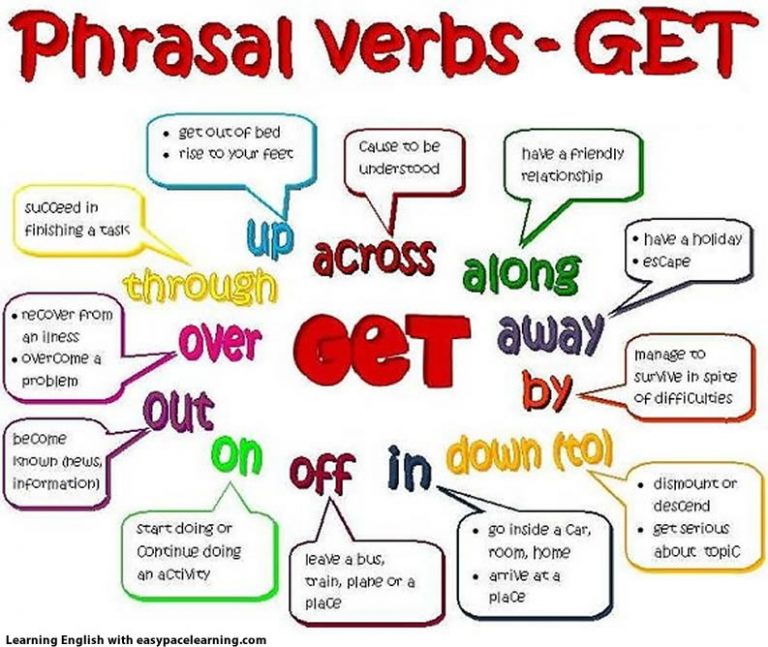 Phrasal verbs - GET
• get out of bed
• rise to your feet
up
Cause to be
understood
across
have a friendly
relationship
along
• have a holiday
• escape
away
manage to
survive in spite
of difficulties
by
• dismount or
descend
• get serious
about topic
down (to)
• go inside a car,
room, home
• arrive at a
place
in
leave a bus,
train, plane or a
place
off
start doing or
continue doing
an activity
on
become
known (news,
information)
out
• recover from
an ilness
• overcome a
problem
over
succeed in
finishing a task
through
GET
Learning English with easypacelearning.com